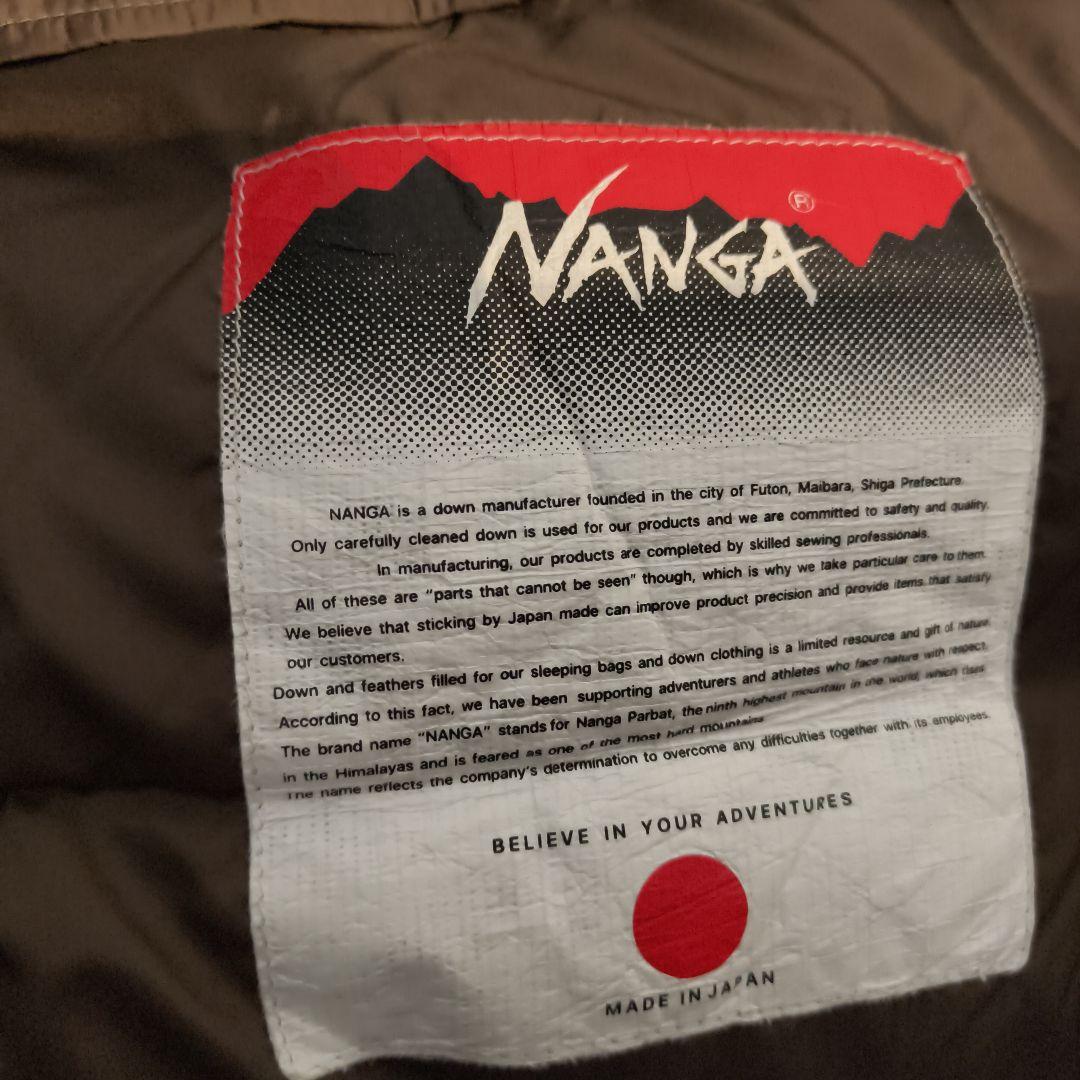 NANGA
®
NANGA is a down manufacturer founded in the city of Futon, Maibara, Shiga Prefecture.
Only carefully cleaned down is used for our products and we are committed to safety and quality.
In manufacturing, our products are completed by skilled sewing professionals.
All of these are “parts that cannot be seen” though, which is why we take particular care to them.
We believe that sticking by Japan made can improve product precision and provide items that satisfy
our customers.
Down and feathers filled for our sleeping bags and down clothing is a limited resource and gift of nature.
According to this fact, we have been supporting adventurers and athletes who face nature with respect.
The brand name “NANGA” stands for Nanga Parbat, the ninth highest mountain in the world, which rises
in the Himalayas and is feared as one of the most hard mountains.
The name reflects the company's determination to overcome any difficulties together with its employees.
BELIEVE IN YOUR ADVENTURES
MADE IN JAPAN